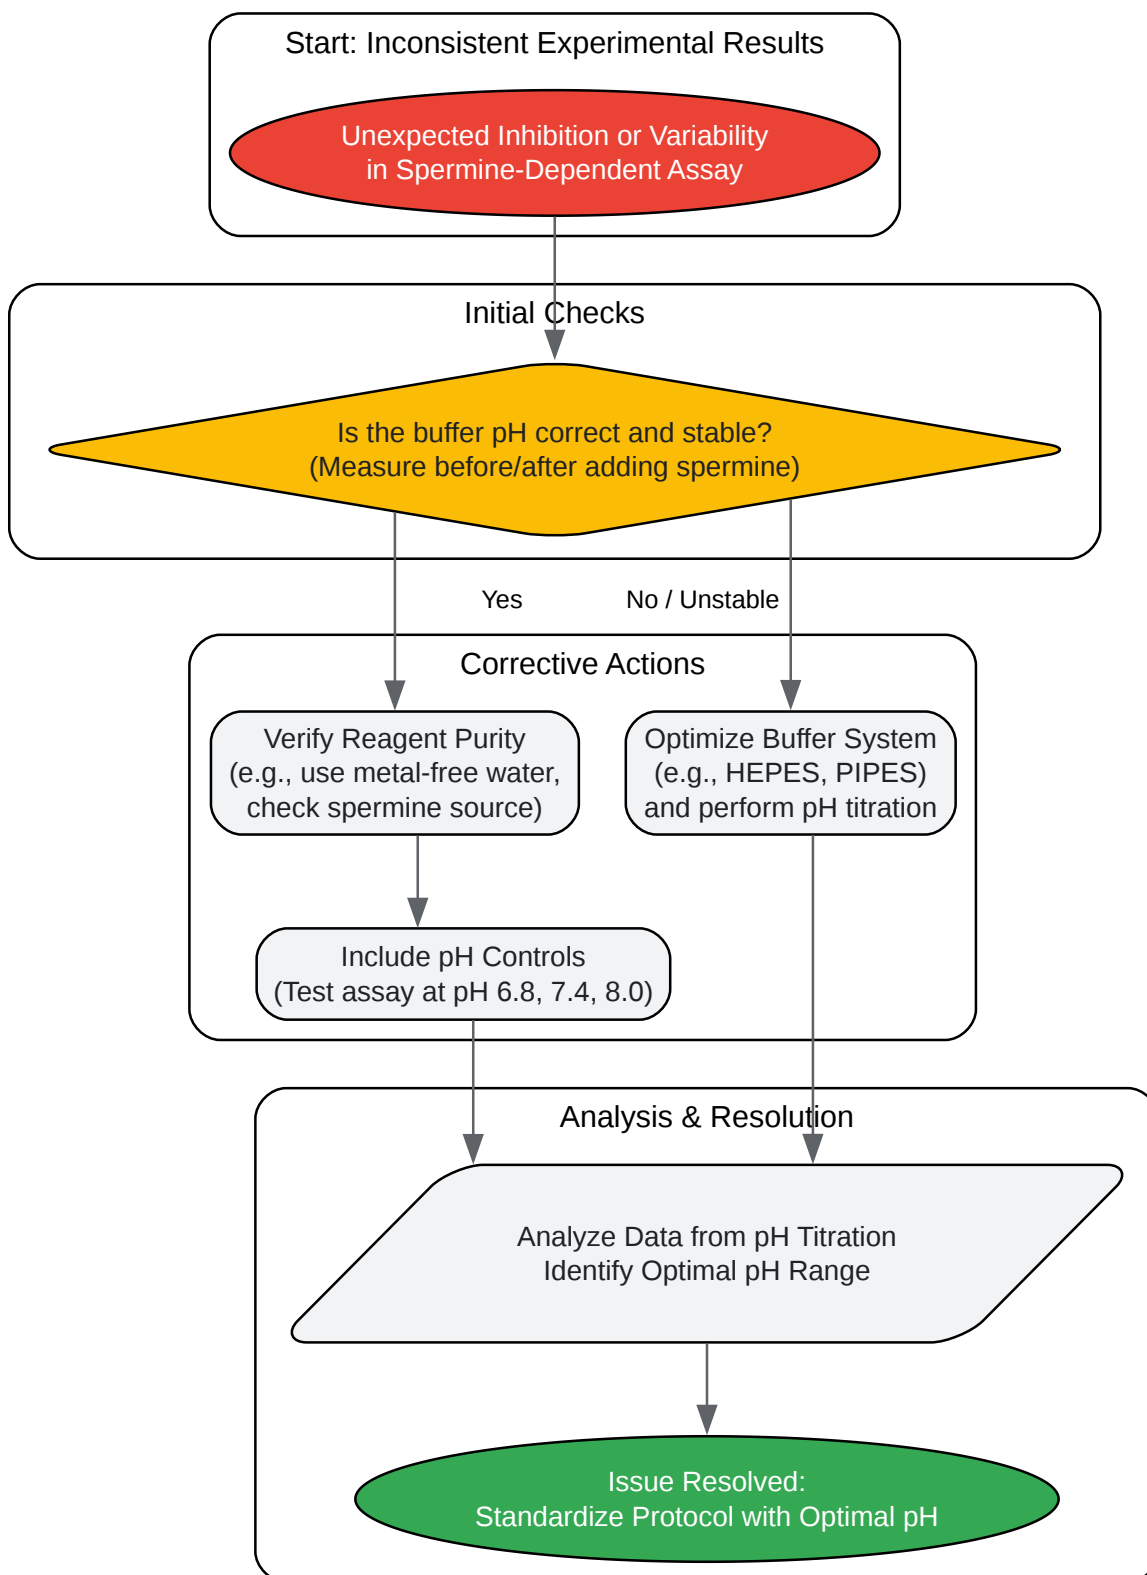 Start: Inconsistent Experimental Results
Unexpected Inhibition or Variability
in Spermine-Dependent Assay
Initial Checks
Is the buffer pH correct and stable?
(Measure before/after adding spermine)
Yes
No / Unstable
Corrective Actions
Verify Reagent Purity
(e.g., use metal-free water,
check spermine source)
Optimize Buffer System
(e.g., HEPES, PIPES)
and perform pH titration
Include pH Controls
(Test assay at pH 6.8, 7.4, 8.0)
Analysis & Resolution
Analyze Data from pH Titration
Identify Optimal pH Range
Issue Resolved:
Standardize Protocol with Optimal pH